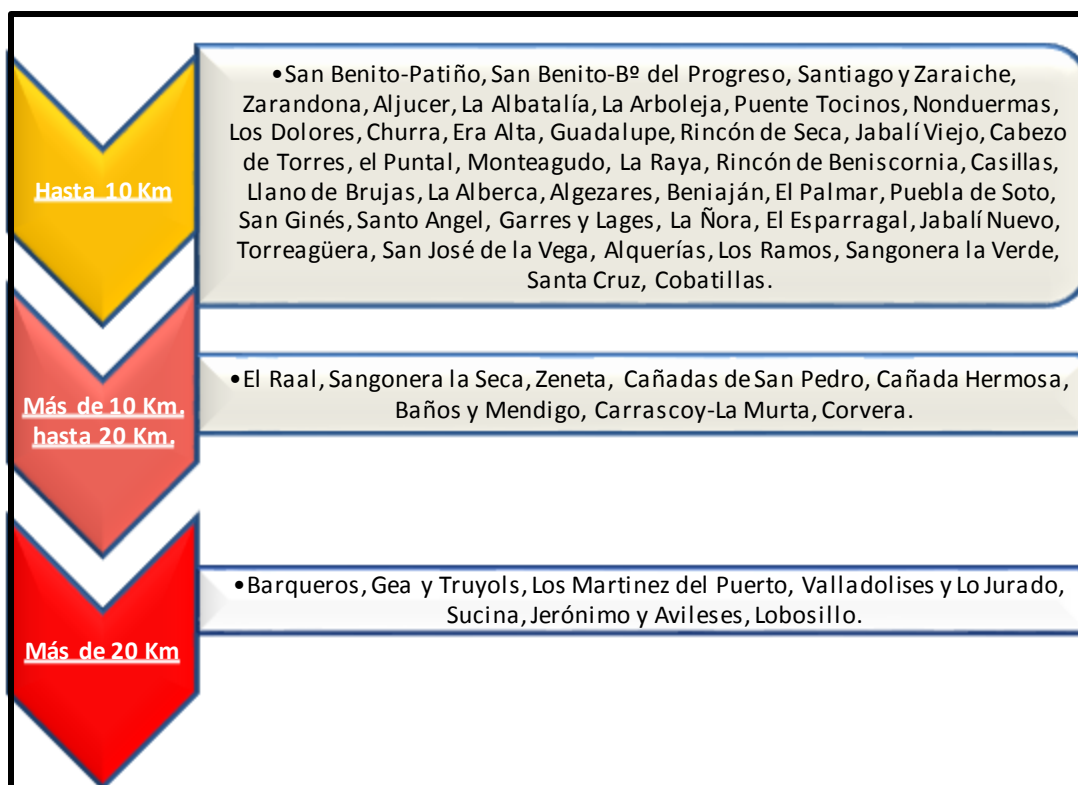 Hasta 10 Km
•San Benito-Patiño, San Benito-Bº del Progreso, Santiago y Zaraiche,
Zarandona, Aljucer, La Albatalía, La Arboleja, Puente Tocinos, Nonduermas,
Los Dolores, Churra, Era Alta, Guadalupe, Rincón de Seca, Jabalí Viejo, Cabezo
de Torres, el Puntal, Monteagudo, La Raya, Rincón de Beniscornia, Casillas,
Llano de Brujas, La Alberca, Algezares, Beniaján, El Palmar, Puebla de Soto,
San Ginés, Santo Angel, Garres y Lages, La Ñora, El Esparragal, Jabalí Nuevo,
Torreagüera, San José de la Vega, Alquerías, Los Ramos, Sangonera la Verde,
Santa Cruz, Cobatillas.
Más de 10 Km.
hasta 20 Km.
•El Raal, Sangonera la Seca, Zeneta, Cañadas de San Pedro, Cañada Hermosa,
Baños y Mendigo, Carrascoy-La Murta, Corvera.
Más de 20 Km
•Barqueros, Gea y Truyols, Los Martinez del Puerto, Valladolises y Lo Jurado,
Sucina, Jerónimo y Avileses, Lobosillo.